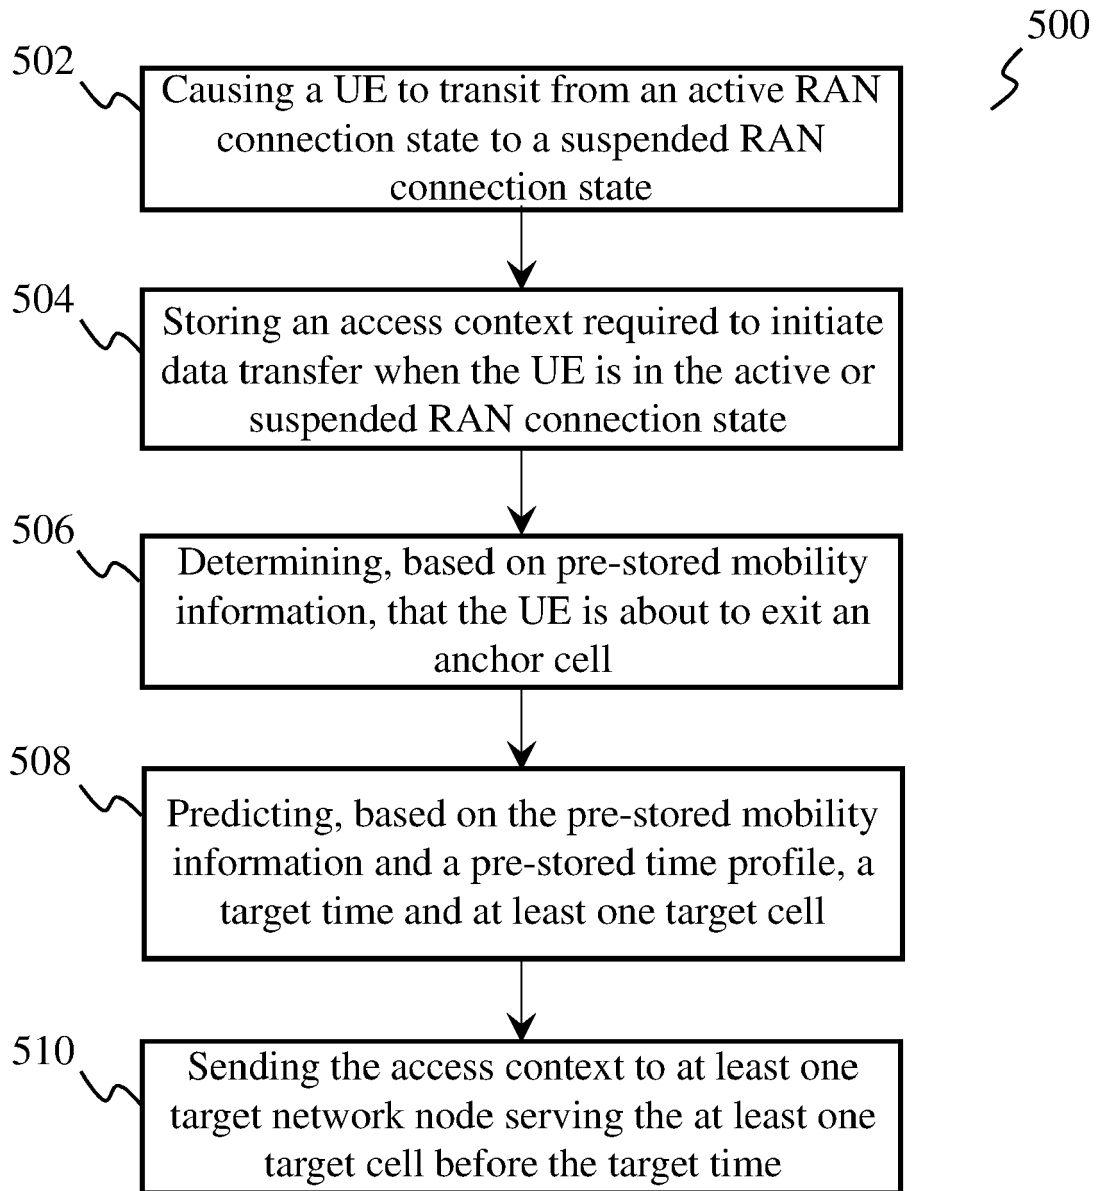 500
502
Causing a UE to transit from an active RAN
connection state to a suspended RAN
connection state
504
Storing an access context required to initiate
data transfer when the UE is in the active or
suspended RAN connection state
506
Determining, based on pre-stored mobility
information, that the UE is about to exit an
anchor cell
508
Predicting, based on the pre-stored mobility
information and a pre-stored time profile, a
target time and at least one target cell
510
Sending the access context to at least one
target network node serving the at least one
target cell before the target time